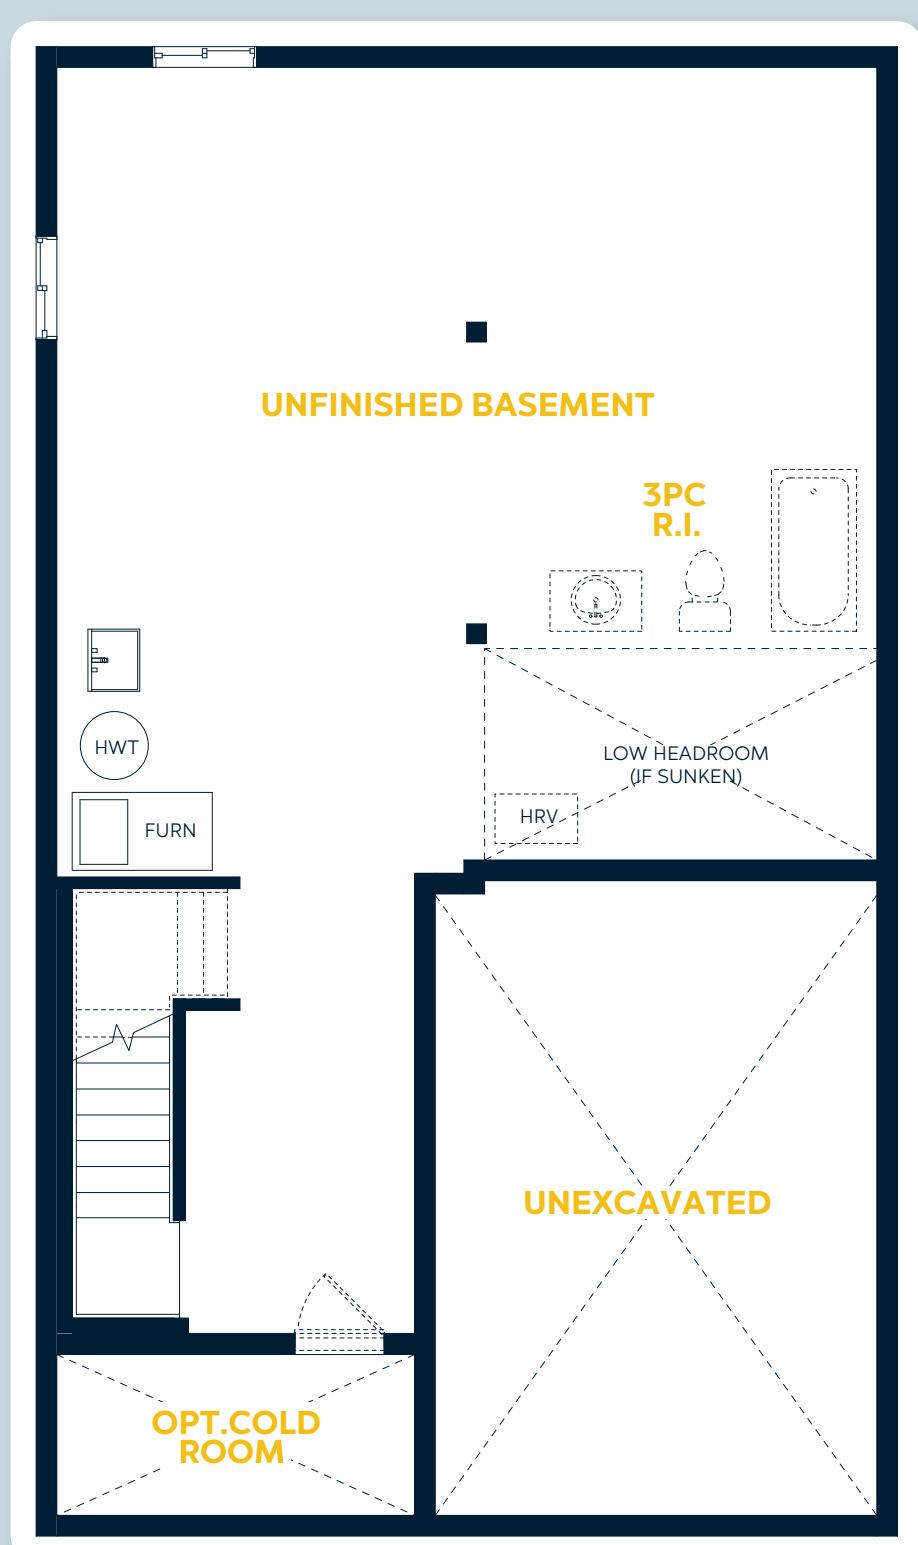 UNFINISHED BASEMENT
3PC
R.I.
HWT
LOW HEADROOM
(IF SUNKEN)
HRV
FURN
UNEXCAVATED
OPT.COLD
ROOM